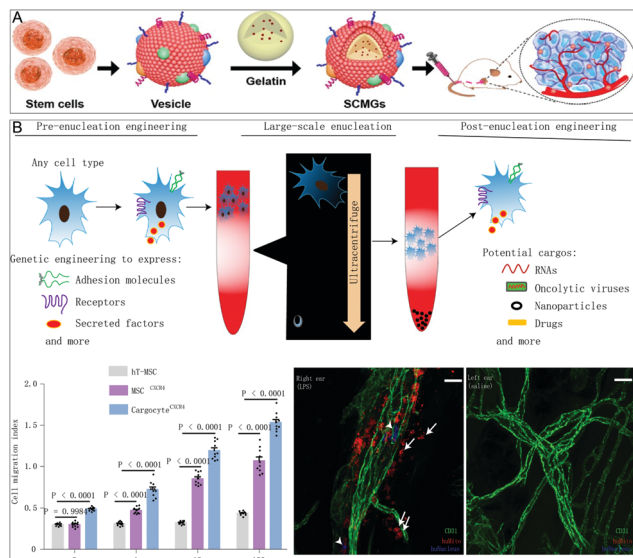 A
Stem cells
Vesicle
Gelatin
SCMGs
B
Pre-enucleation engineering
Large-scale enucleation
Post-enucleation engineering
Any cell type
Ultracentrifuge
Genetic engineering to express:
Adhesion molecules
Receptors
Secreted factors
and more
Potential cargos:
RNAs
Oncolytic viruses
Nanoparticles
Drugs
and more
Cell migration index
2.0
1.5
1.0
0.5
0
hT-MSC
MSC CXCR4
Cargocyte CXCR4
P < 0.0001
P < 0.0001
P < 0.0001
P < 0.0001
P < 0.0001
P < 0.0001
P < 0.0001
P = 0.9984
Right ear
(LPS)
CD31
huVivo
huNucleus
Left ear
(saline)
CD31
huVivo
huNucleus